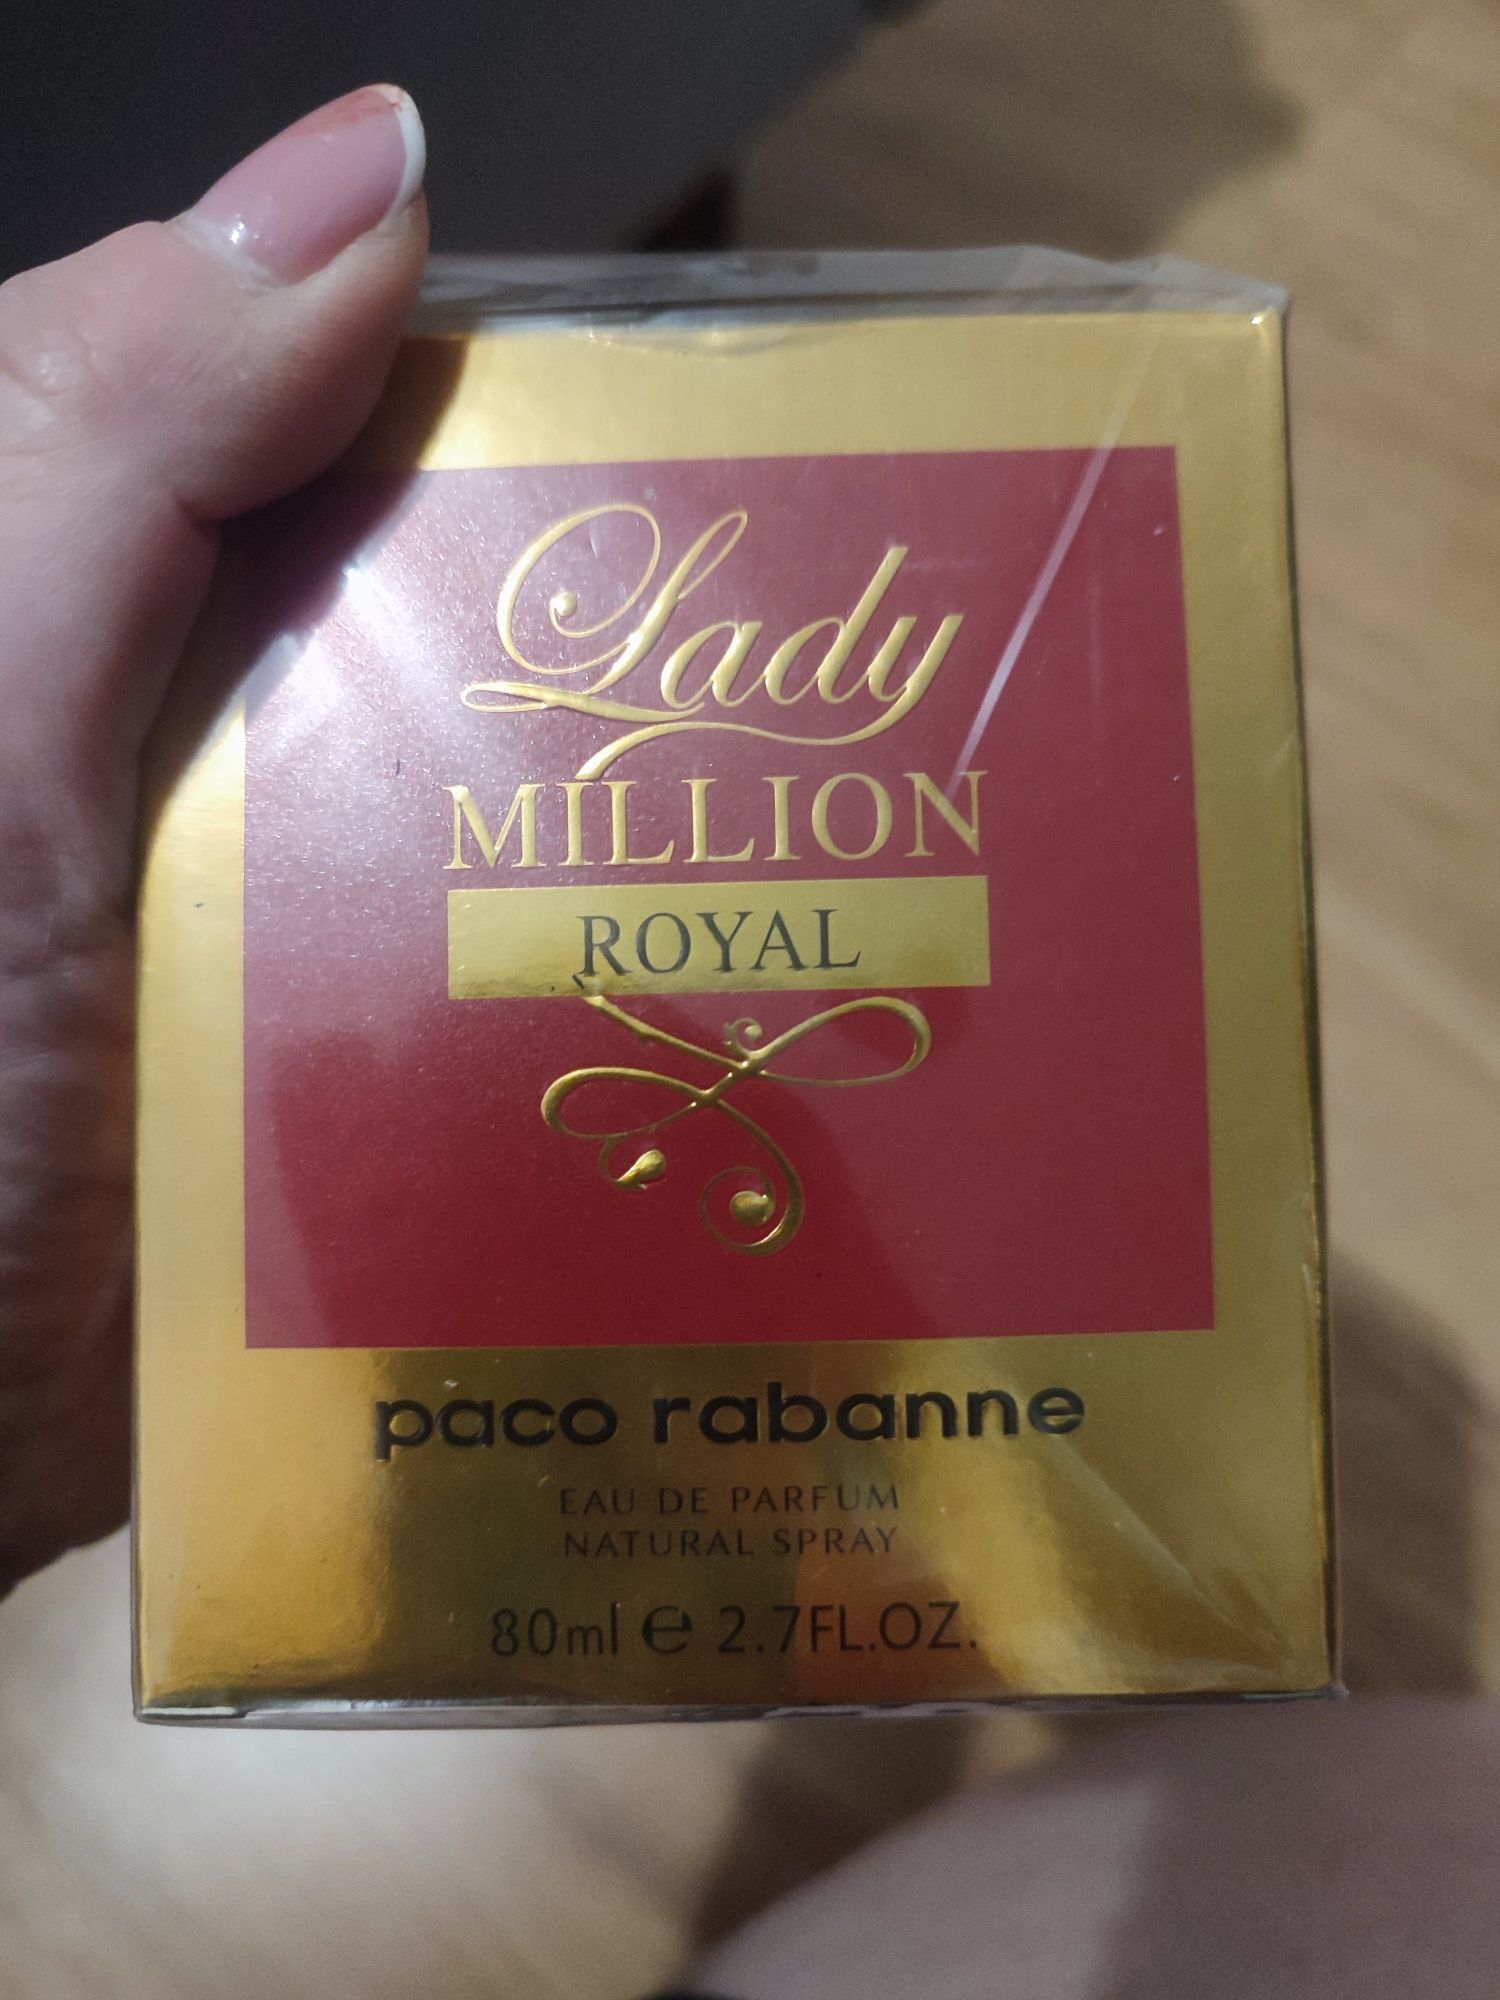 Lady
MILLION
ROYAL
paco rabanne
EAU DE PARFUM
NATURAL SPRAY
80ml e 2.7FL.OZ.